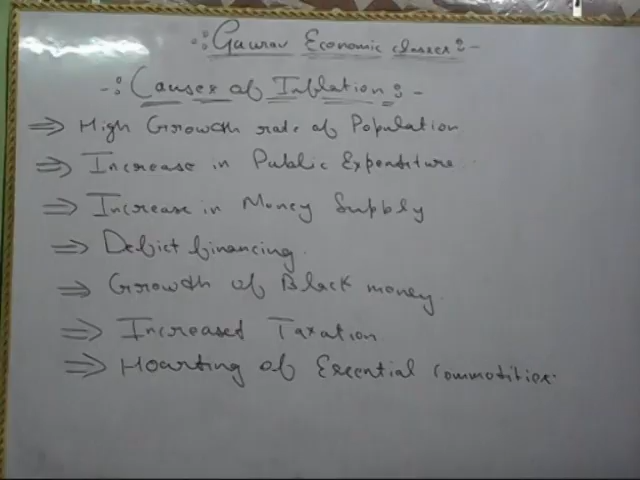 -:: Gaurav Economic classes :-
-: Causes of Inflation :-
⇒ High Growth rate of Population
⇒ Increase in Public Expenditure.
⇒ Increase in Money Supply
⇒ Deficit financing.
⇒ Growth of Black money.
⇒ Increased Taxation
⇒ Hoarting of Essential Commodities.